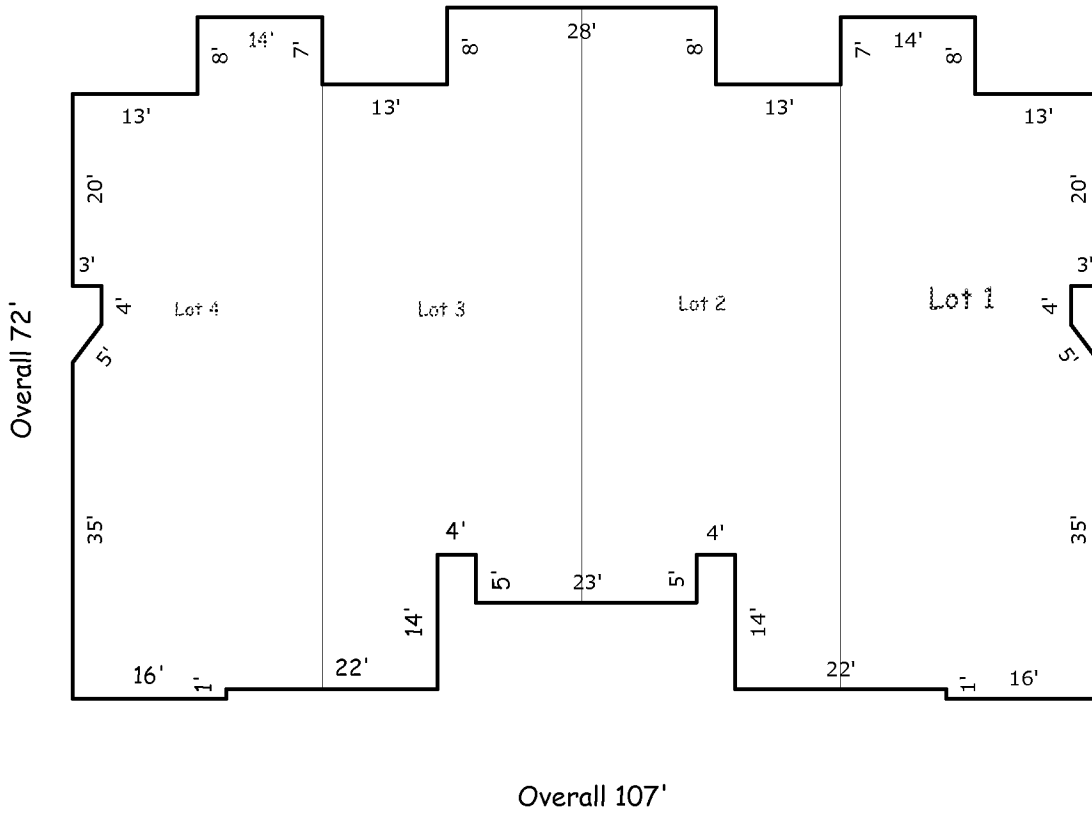 28'
14' 14'
8' 7' 8' 8' 7' 8'
13' 13' 13' 13'
20' 20'
3' 3'
4' Lot 4 Lot 3 Lot 2 Lot 1 4'
5' 5'
Overall 72'
35' 4' 4' 35'
5' 23' 5'
14' 14'
16' 1' 22' 22' 1' 16'
Overall 107'